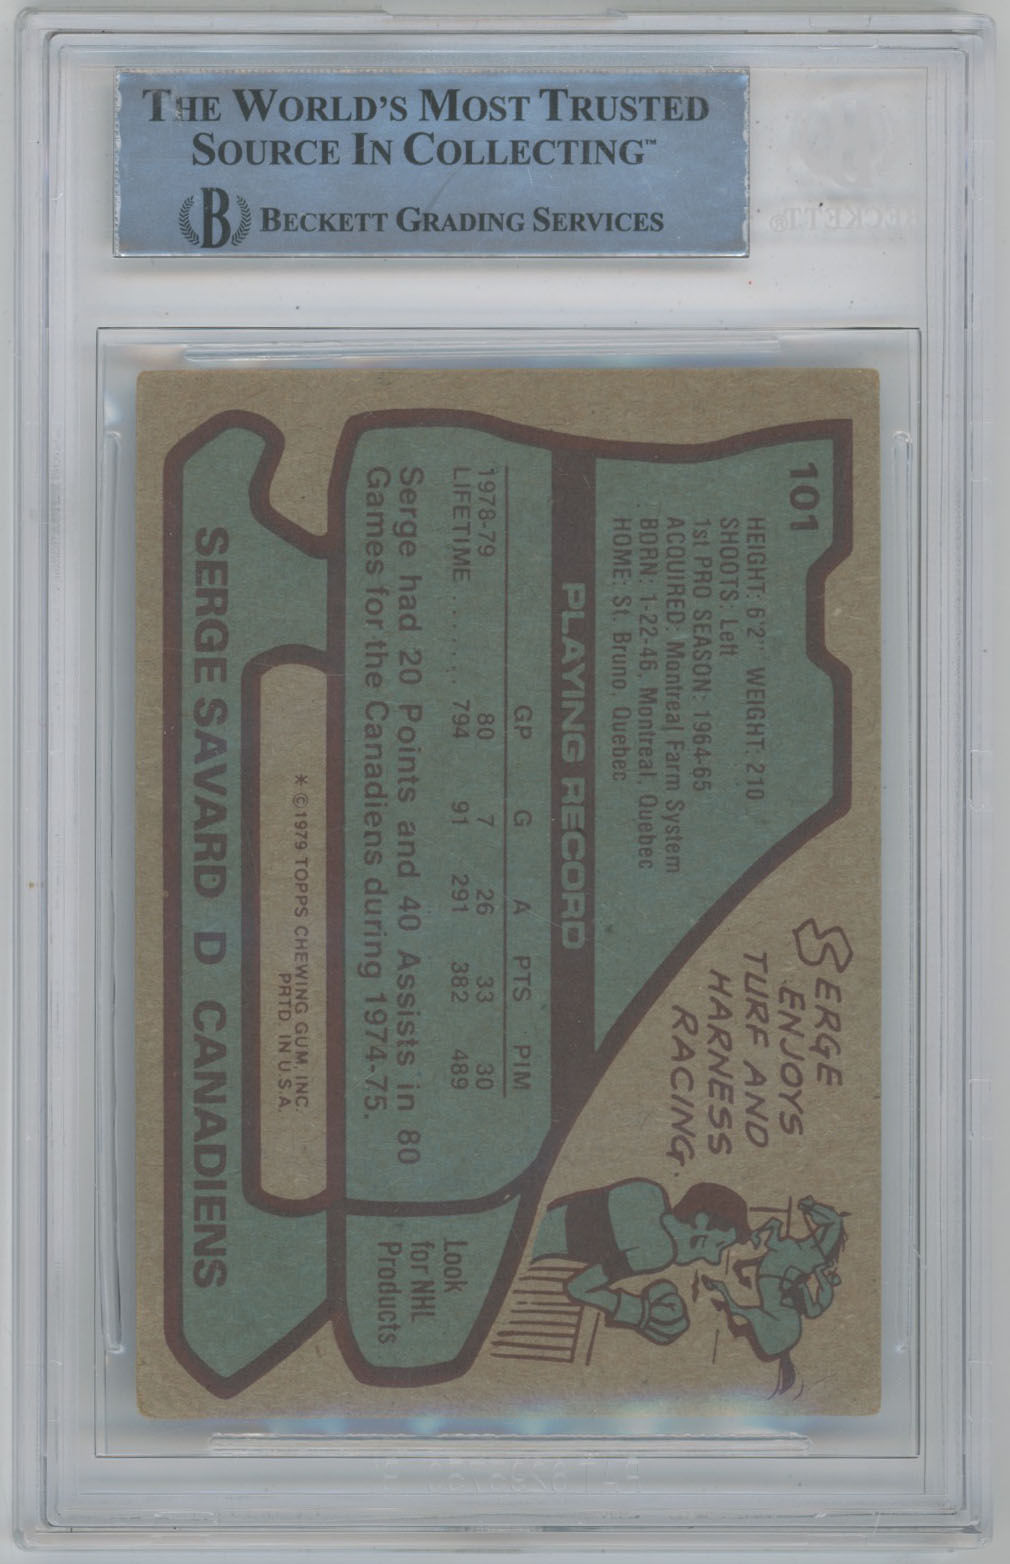 THE WORLD'S MOST TRUSTED
SOURCE IN COLLECTING™
B BECKETT GRADING SERVICES
BECKETT®
101
HEIGHT: 6'2" WEIGHT: 210
SHOOTS: Left
1st PRO SEASON: 1964-65
ACQUIRED: Montreal Farm System
BORN: 1-22-46, Montreal, Quebec
HOME: St. Bruno, Quebec
SERGE
ENJOYS
TURF AND
HARNESS
RACING.
PLAYING RECORD
GP G A PTS PIM
1978-79 80 7 26 33 30
LIFETIME ...... 794 91 291 382 489
Serge had 20 Points and 40 Assists in 80
Games for the Canadiens during 1974-75.
Look
for NHL
Products
* ©1979 TOPPS CHEWING GUM, INC.
PRTD. IN U.S.A.
SERGE SAVARD D CANADIENS